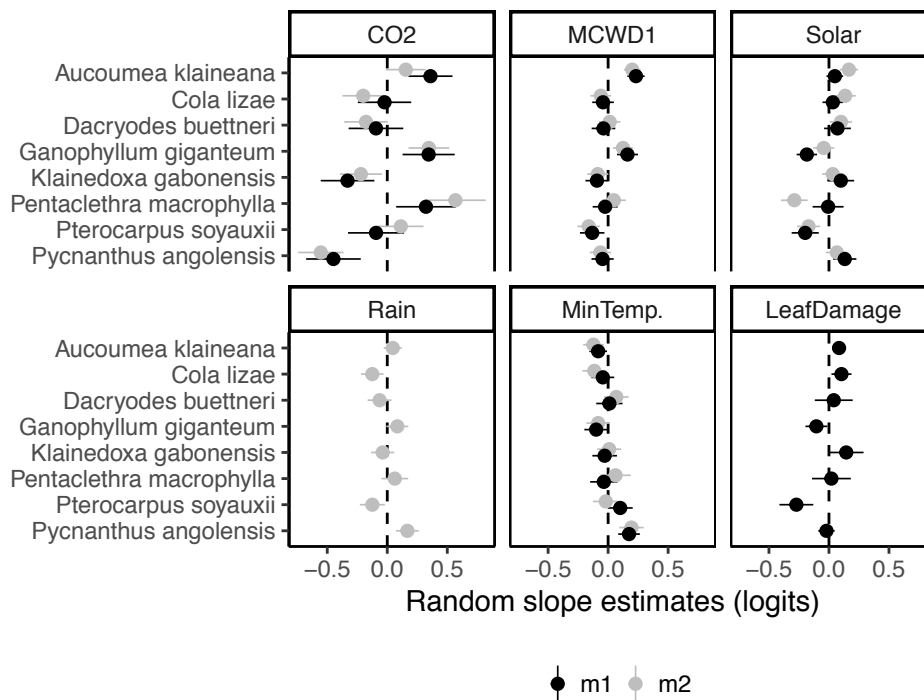 CO2 MCWD1 Solar
Aucoumea klaineana
Cola lizae
Dacryodes buettneri
Ganophyllum giganteum
Klainedoxa gabonensis
Pentaclethra macrophylla
Pterocarpus soyauxii
Pycnanthus angolensis
Rain MinTemp. LeafDamage
Aucoumea klaineana
Cola lizae
Dacryodes buettneri
Ganophyllum giganteum
Klainedoxa gabonensis
Pentaclethra macrophylla
Pterocarpus soyauxii
Pycnanthus angolensis
−0.5 0.0 0.5 −0.5 0.0 0.5 −0.5 0.0 0.5
Random slope estimates (logits)
m1 m2